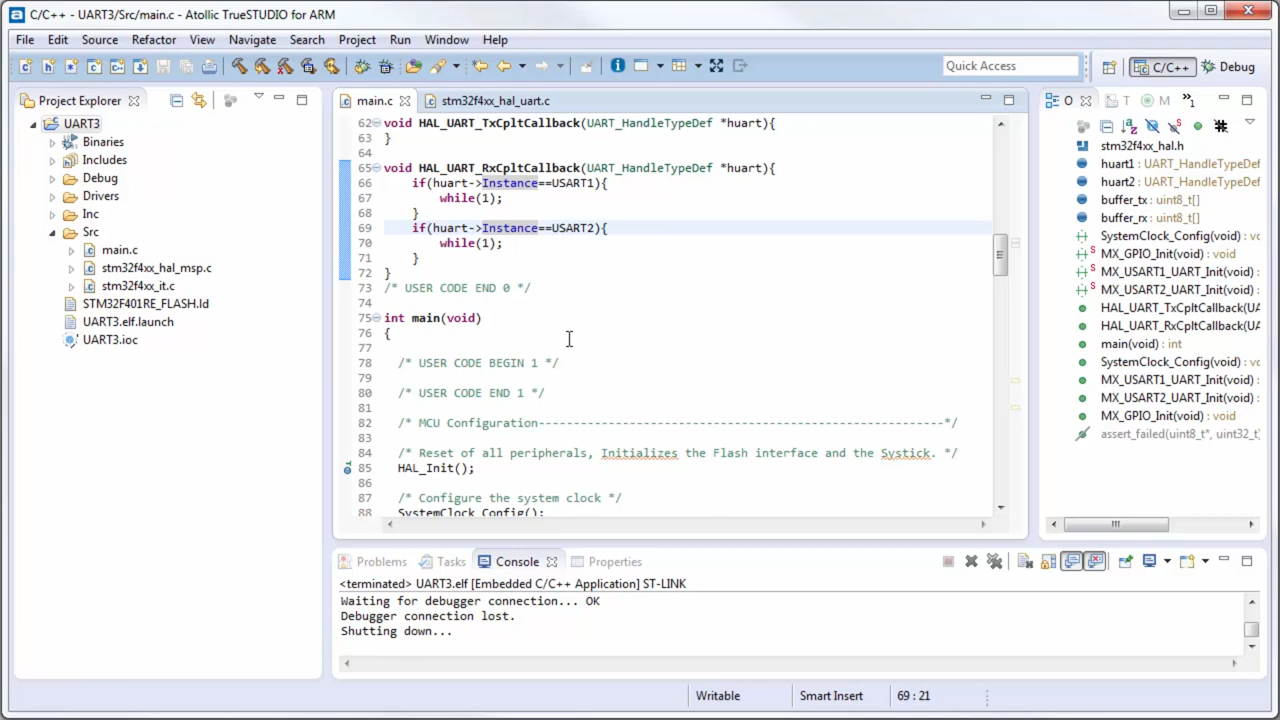 C/C++ - UART3/Src/main.c - Atollic TrueSTUDIO for ARM
File Edit Source Refactor View Navigate Search Project Run Window Help
Quick Access
C/C++
Debug
Project Explorer
UART3
Binaries
Includes
Debug
Drivers
Inc
Src
main.c
stm32f4xx_hal_msp.c
stm32f4xx_it.c
STM32F401RE_FLASH.ld
UART3.elf.launch
UART3.ioc
main.c
stm32f4xx_hal_uart.c
62 void HAL_UART_TxCpltCallback(UART_HandleTypeDef *huart){
63 }
64
65 void HAL_UART_RxCpltCallback(UART_HandleTypeDef *huart){
66 if(huart->Instance==USART1){
67 while(1);
68 }
69 if(huart->Instance==USART2){
70 while(1);
71 }
72 }
73 /* USER CODE END 0 */
74
75 int main(void)
76 {
77
78 /* USER CODE BEGIN 1 */
79
80 /* USER CODE END 1 */
81
82 /* MCU Configuration----------------------------------------------------------*/
83
84 /* Reset of all peripherals, Initializes the Flash interface and the Systick. */
85 HAL_Init();
86
87 /* Configure the system clock */
88 SystemClock_Config();
O T M »1
stm32f4xx_hal.h
huart1 : UART_HandleTypeDef
huart2 : UART_HandleTypeDef
buffer_tx : uint8_t[]
buffer_rx : uint8_t[]
SystemClock_Config(void) : vo
MX_GPIO_Init(void) : void
MX_USART1_UART_Init(void) :
MX_USART2_UART_Init(void) :
HAL_UART_TxCpltCallback(UA
HAL_UART_RxCpltCallback(UA
main(void) : int
SystemClock_Config(void) : vo
MX_USART1_UART_Init(void) :
MX_USART2_UART_Init(void) :
MX_GPIO_Init(void) : void
assert_failed(uint8_t*, uint32_t)
Problems Tasks Console Properties
<terminated> UART3.elf [Embedded C/C++ Application] ST-LINK
Waiting for debugger connection... OK
Debugger connection lost.
Shutting down...
Writable
Smart Insert
69 : 21